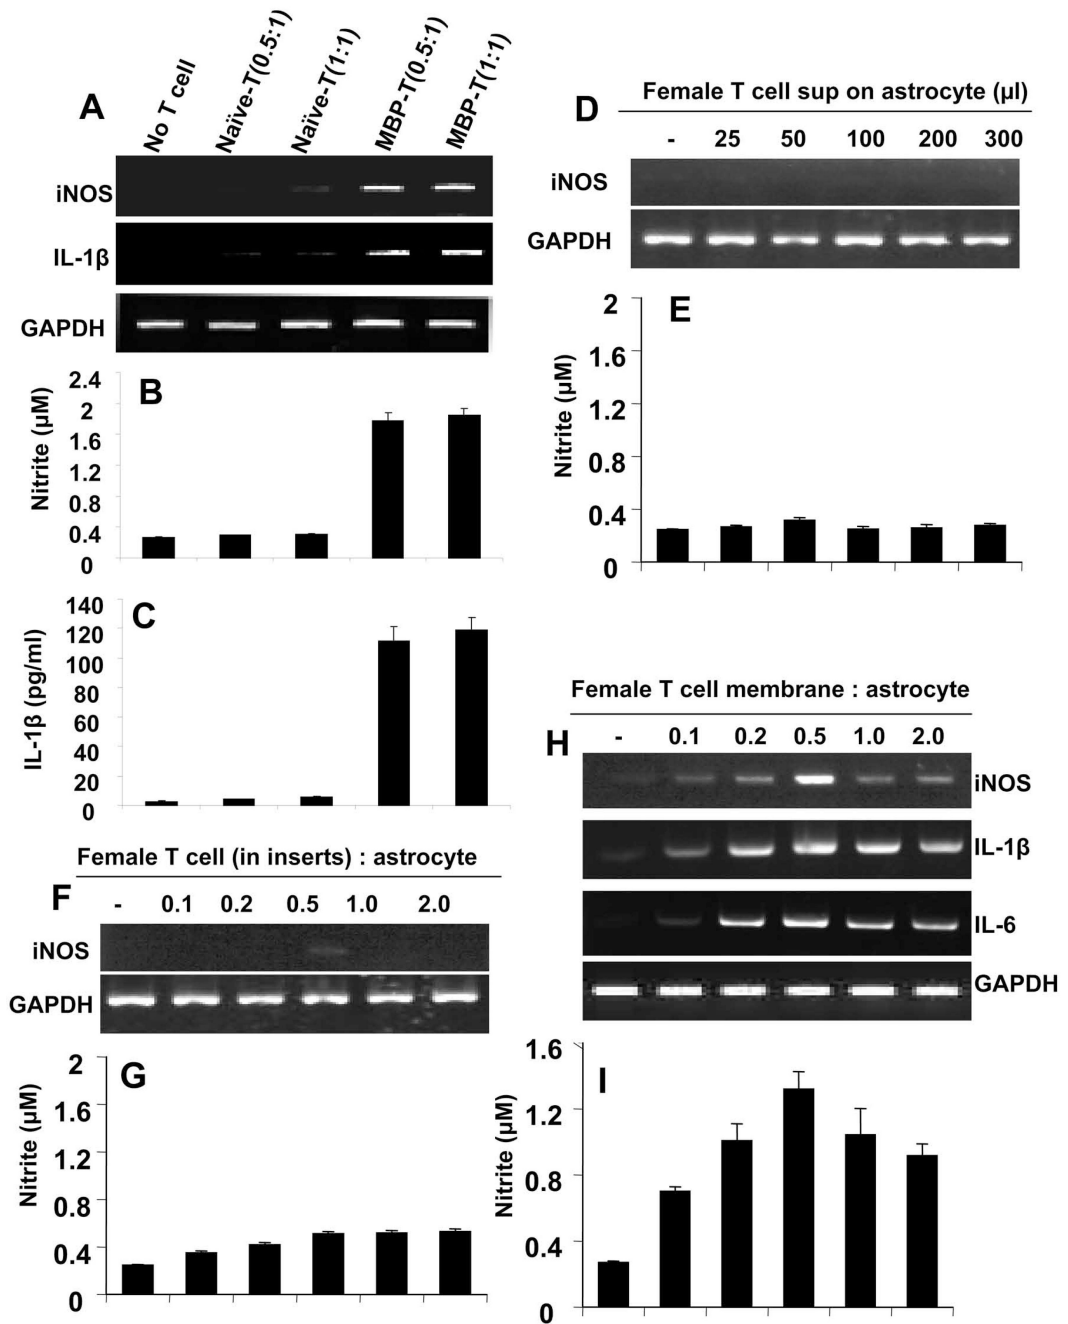 A
No T cell
Naïve-T(0.5:1)
Naïve-T(1:1)
MBP-T(0.5:1)
MBP-T(1:1)
iNOS
IL-1β
GAPDH
B
Nitrite (µM)
2.4
2
1.6
1.2
0.8
0.4
0
C
IL-1β (pg/ml)
140
120
100
80
60
40
20
0
D
Female T cell sup on astrocyte (µl)
- 25 50 100 200 300
iNOS
GAPDH
E
Nitrite (µM)
2
1.6
1.2
0.8
0.4
0
Female T cell (in inserts) : astrocyte
F
- 0.1 0.2 0.5 1.0 2.0
iNOS
GAPDH
G
Nitrite (µM)
2
1.6
1.2
0.8
0.4
0
Female T cell membrane : astrocyte
H
- 0.1 0.2 0.5 1.0 2.0
iNOS
IL-1β
IL-6
GAPDH
I
Nitrite (µM)
1.6
1.2
0.8
0.4
0